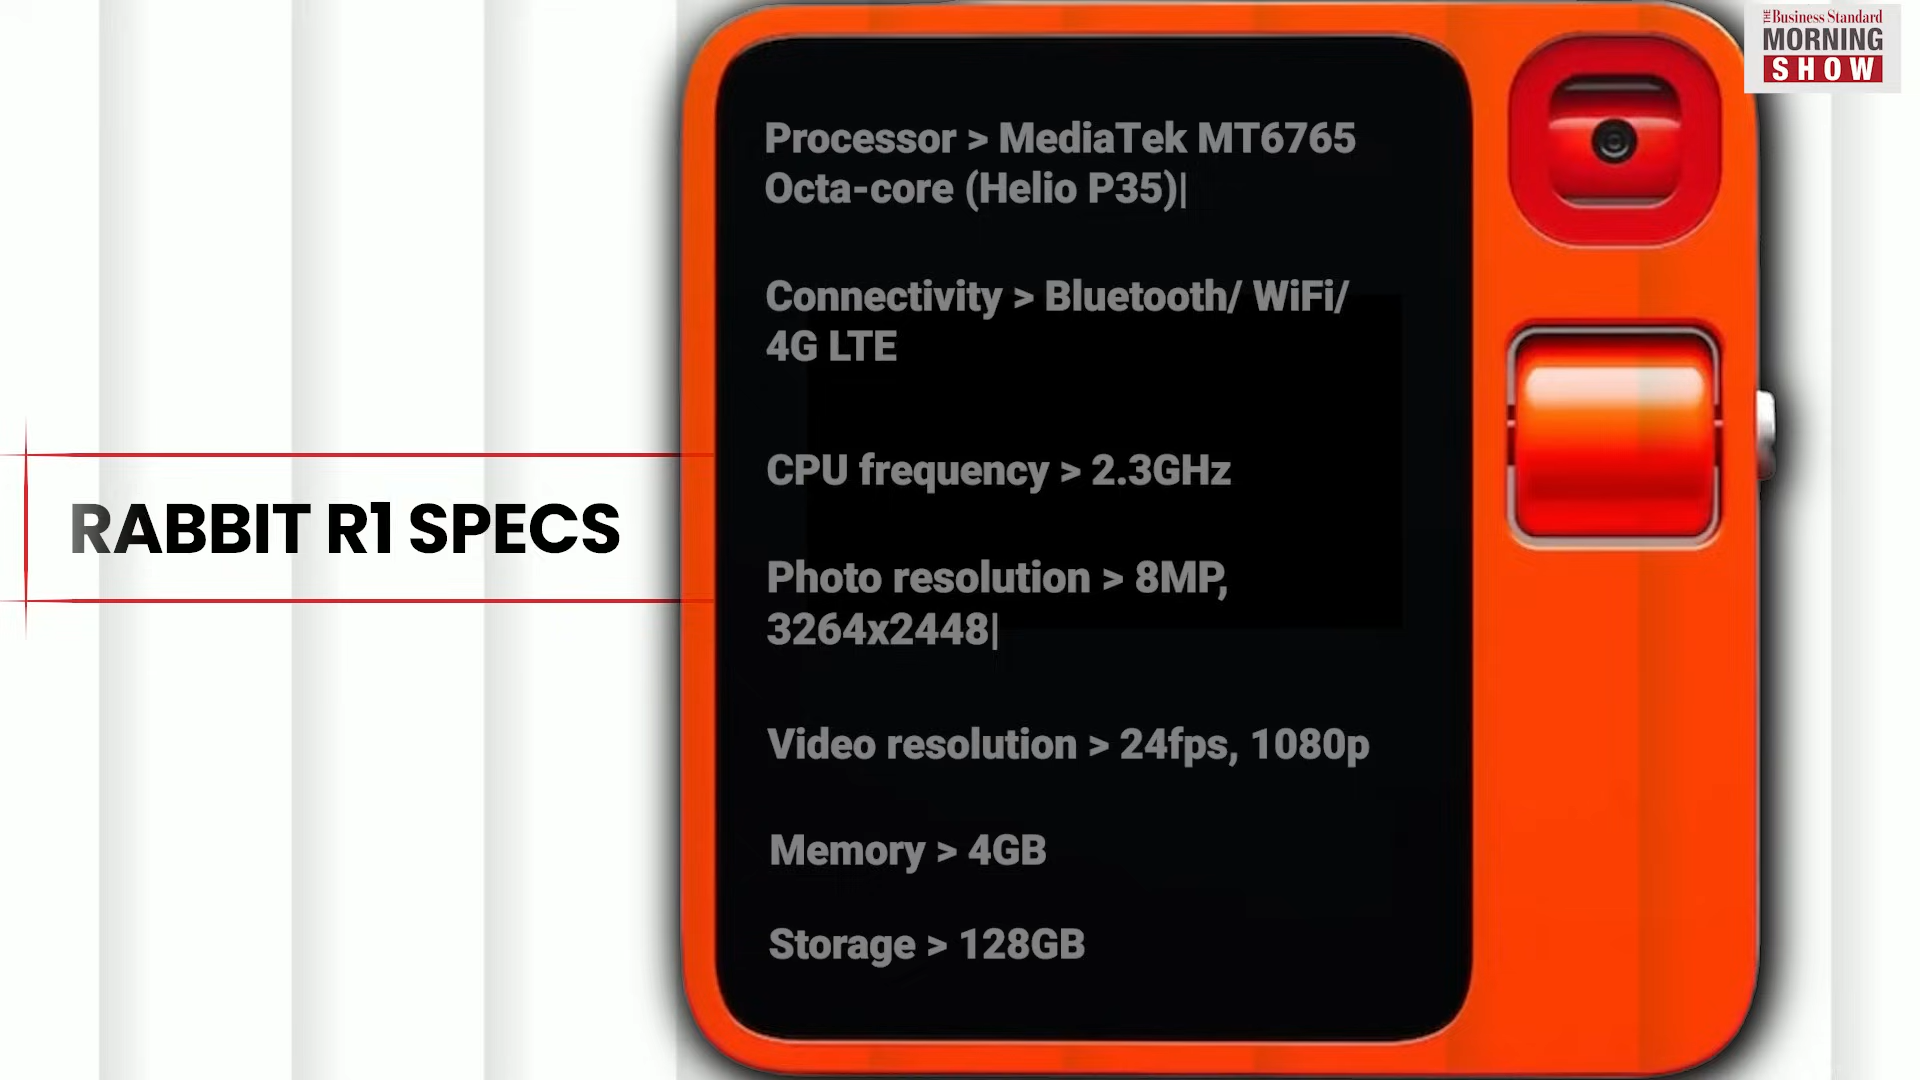 THE Business Standard
MORNING
SHOW
RABBIT R1 SPECS
Processor > MediaTek MT6765
Octa-core (Helio P35)|
Connectivity > Bluetooth/ WiFi/
4G LTE
CPU frequency > 2.3GHz
Photo resolution > 8MP,
3264x2448|
Video resolution > 24fps, 1080p
Memory > 4GB
Storage > 128GB